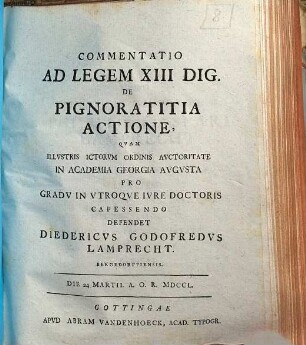 8
COMMENTATIO
AD LEGEM XIII DIG.
DE
PIGNORATITIA
ACTIONE,
QVAM
ILLVSTRIS ICTORVM ORDINIS AVCTORITATE
IN ACADEMIA GEORGIA AVGVSTA
PRO
GRADV IN VTROQVE IVRE DOCTORIS
CAPESSENDO
DEFENDET
DIEDERICVS GODOFREDVS
LAMPRECHT.
DIE 24 MARTII A. O. R. MDCCL.
GOTTINGAE
APVD ABRAM VANDENHOECK, ACAD. TYPOGR.